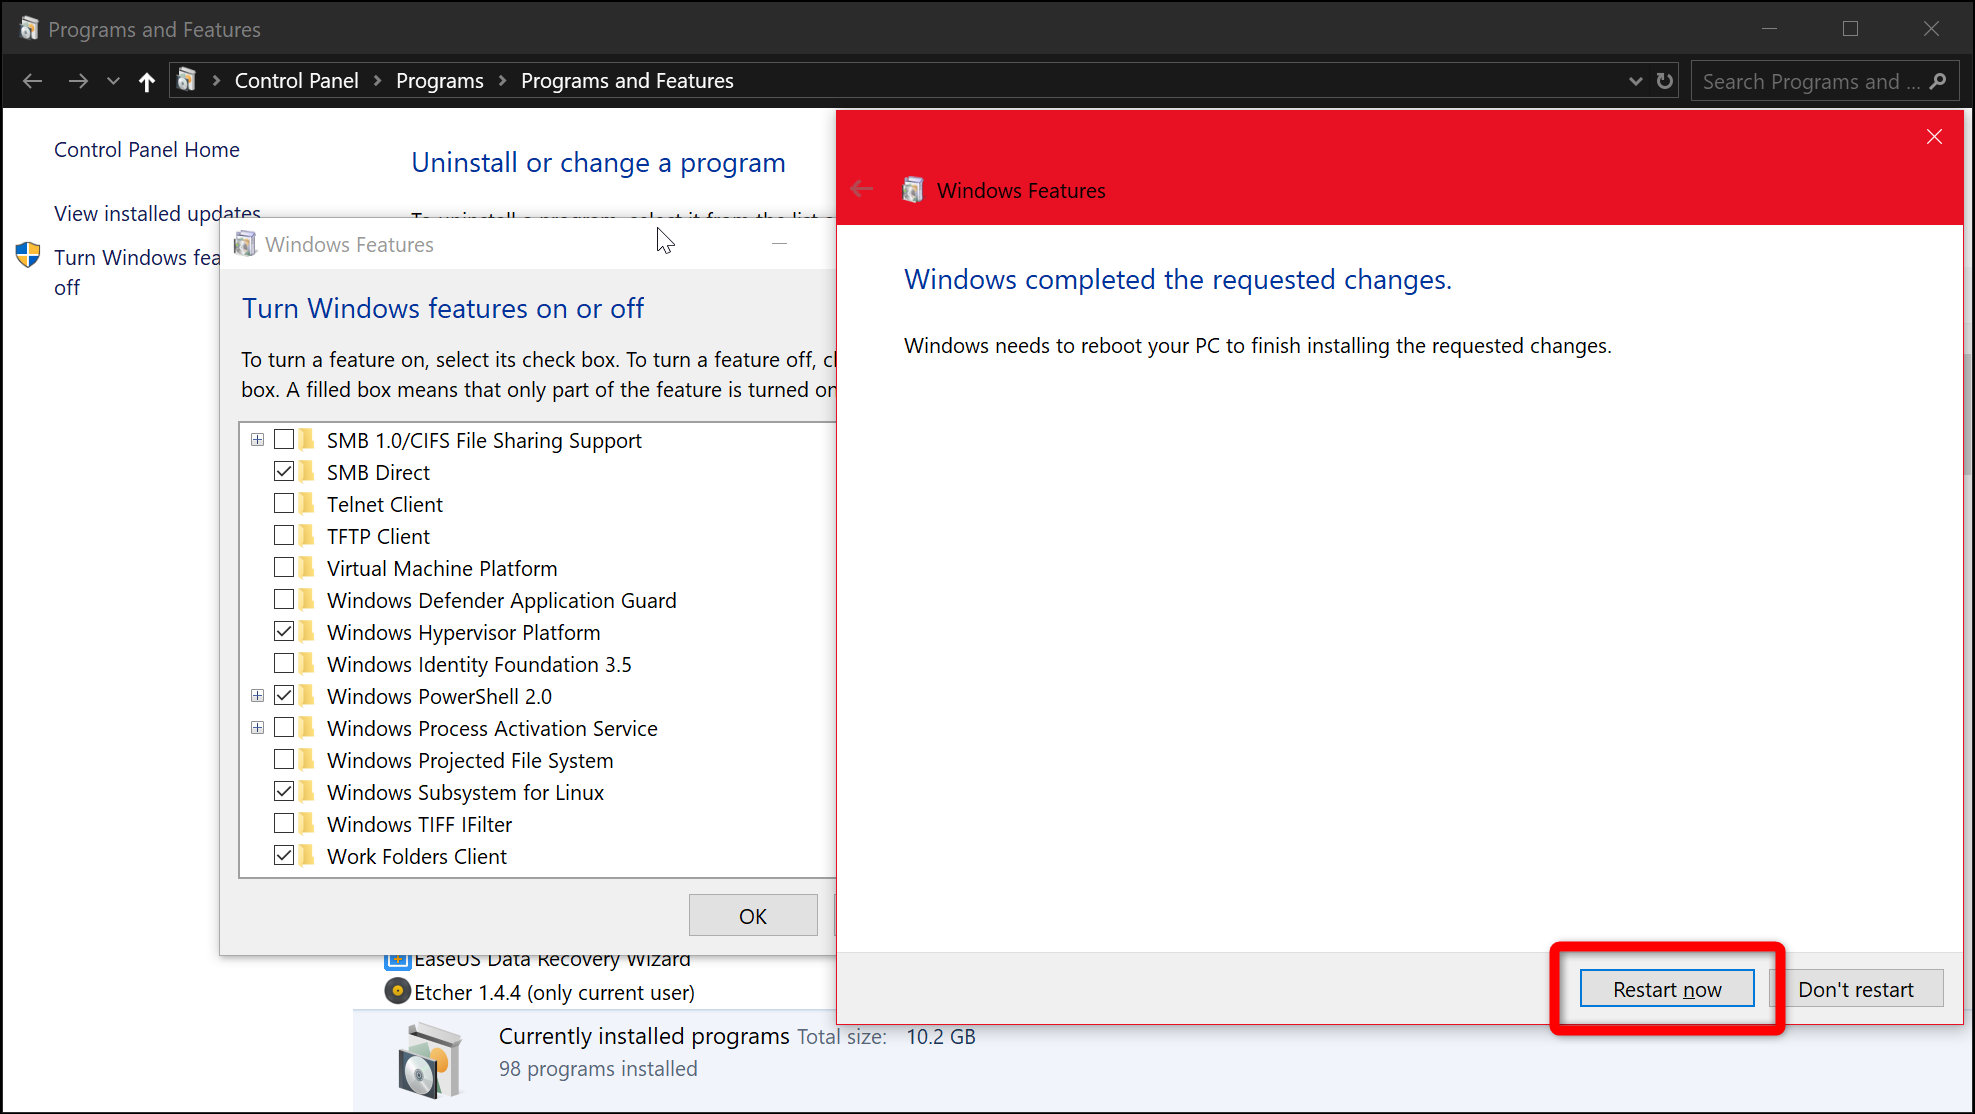 Programs and Features
Control Panel > Programs > Programs and Features
Search Programs and ...
Control Panel Home
View installed updates
Turn Windows fea
off
Uninstall or change a program
To uninstall a program, select it from the list
Windows Features
Turn Windows features on or off
To turn a feature on, select its check box. To turn a feature off, cl
box. A filled box means that only part of the feature is turned on
SMB 1.0/CIFS File Sharing Support
SMB Direct
Telnet Client
TFTP Client
Virtual Machine Platform
Windows Defender Application Guard
Windows Hypervisor Platform
Windows Identity Foundation 3.5
Windows PowerShell 2.0
Windows Process Activation Service
Windows Projected File System
Windows Subsystem for Linux
Windows TIFF IFilter
Work Folders Client
OK
EaseUS Data Recovery Wizard
Etcher 1.4.4 (only current user)
Currently installed programs Total size: 10.2 GB
98 programs installed
Windows Features
Windows completed the requested changes.
Windows needs to reboot your PC to finish installing the requested changes.
Restart now
Don't restart